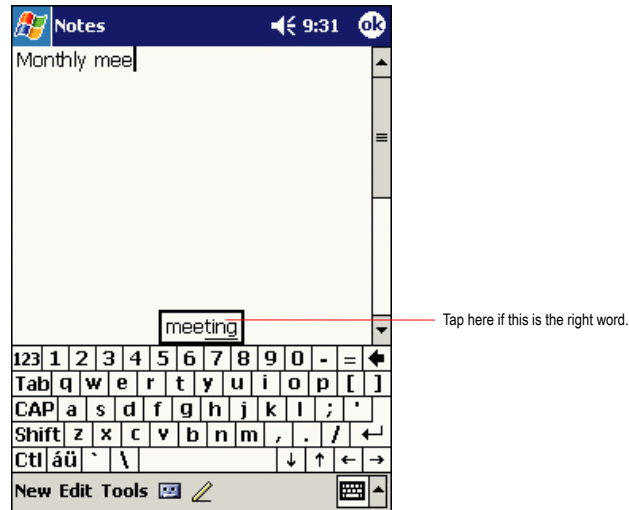 Notes 9:31 ok
Monthly mee
meeting
Tap here if this is the right word.
123 1 2 3 4 5 6 7 8 9 0 - =
Tab q w e r t y u i o p [ ]
CAP a s d f g h j k l ; '
Shift z x c v b n m , . /
Ctl áü ` \ ↓ ↑ ← →
New Edit Tools